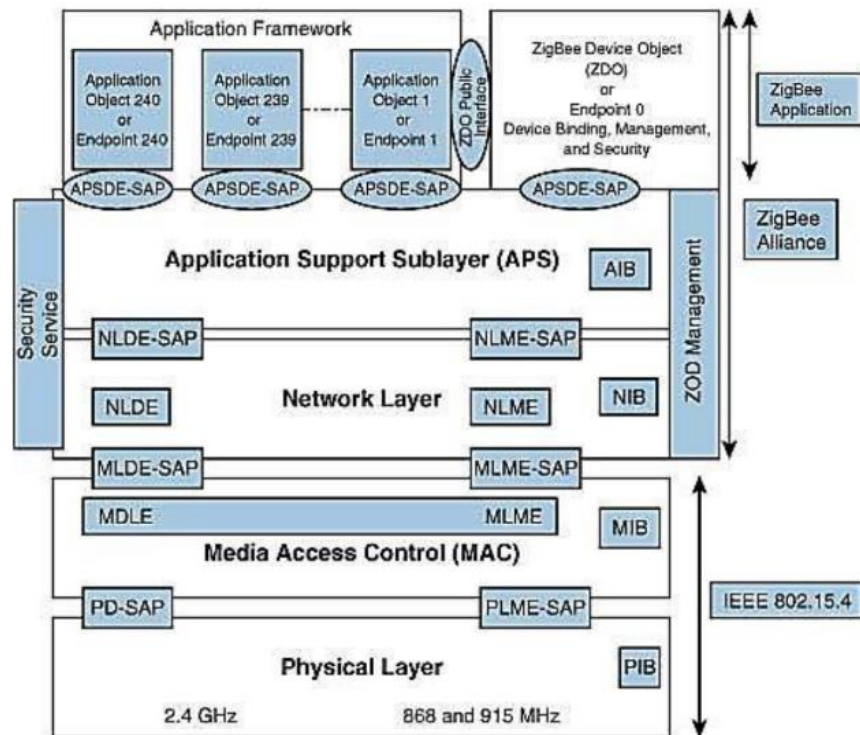 Application Framework
Application
Object 240
or
Endpoint 240
Application
Object 239
or
Endpoint 239
Application
Object 1
or
Endpoint 1
ZDO Public
Interface
ZigBee Device Object
(ZDO)
or
Endpoint 0
Device Binding, Management,
and Security
ZigBee
Application
APSDE-SAP
APSDE-SAP
APSDE-SAP
APSDE-SAP
ZigBee
Alliance
Security
Service
Application Support Sublayer (APS)
AIB
ZOD Management
NLDE-SAP
NLME-SAP
Network Layer
NLDE
NLME
NIB
MLDE-SAP
MLME-SAP
MDLE
MLME
MIB
Media Access Control (MAC)
PD-SAP
PLME-SAP
IEEE 802.15.4
Physical Layer
PIB
2.4 GHz
868 and 915 MHz